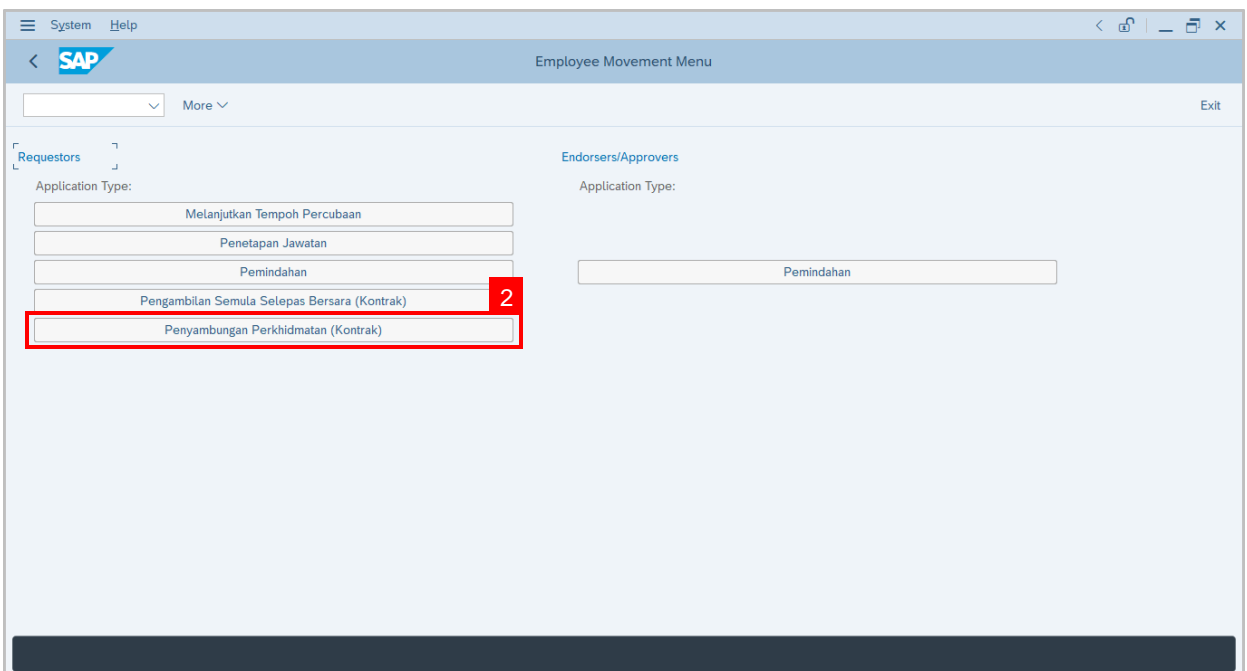 System Help
SAP
Employee Movement Menu
More
Exit
Requestors
Application Type:
Melanjutkan Tempoh Percubaan
Penetapan Jawatan
Pemindahan
Pengambilan Semula Selepas Bersara (Kontrak)
2
Penyambungan Perkhidmatan (Kontrak)
Endorsers/Approvers
Application Type:
Pemindahan